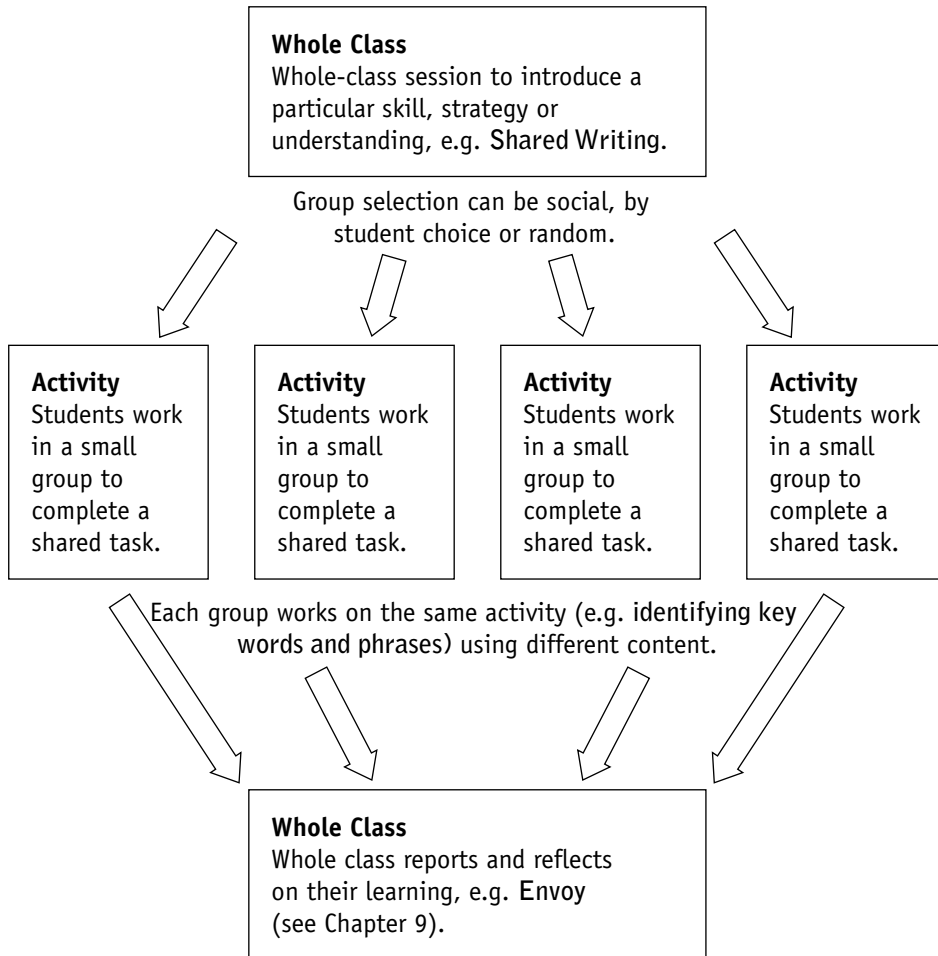 Whole Class
Whole-class session to introduce a
particular skill, strategy or
understanding, e.g. Shared Writing.
Group selection can be social, by
student choice or random.
Activity
Students work
in a small
group to
complete a
shared task.
Activity
Students work
in a small
group to
complete a
shared task.
Activity
Students work
in a small
group to
complete a
shared task.
Activity
Students work
in a small
group to
complete a
shared task.
Each group works on the same activity (e.g. identifying key
words and phrases) using different content.
Whole Class
Whole class reports and reflects
on their learning, e.g. Envoy
(see Chapter 9).